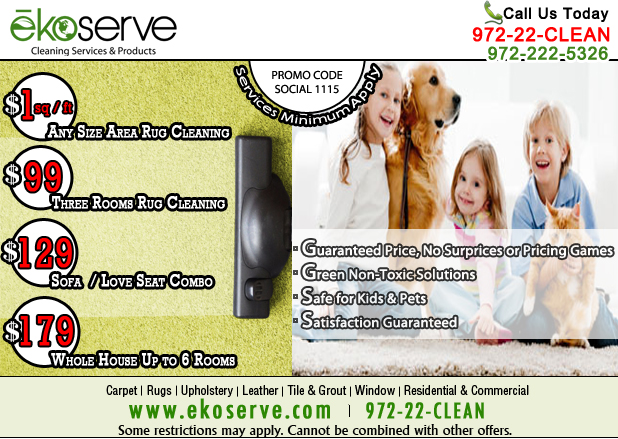 ēkoserve
Cleaning Services & Products
Call Us Today
972-22-CLEAN
972-222-5326
PROMO CODE
SOCIAL 1115
Services Minimum Apply
$1sq / ft
Any Size Area Rug Cleaning
$99
Three Rooms Rug Cleaning
$129
Sofa / Love Seat Combo
$179
Whole House Up to 6 Rooms
· Guaranteed Price, No Surprices or Pricing Games
· Green Non-Toxic Solutions
· Safe for Kids & Pets
· Satisfaction Guaranteed
Carpet | Rugs | Upholstery | Leather | Tile & Grout | Window | Residential & Commercial
www.ekoserve.com | 972-22-CLEAN
Some restrictions may apply. Cannot be combined with other offers.